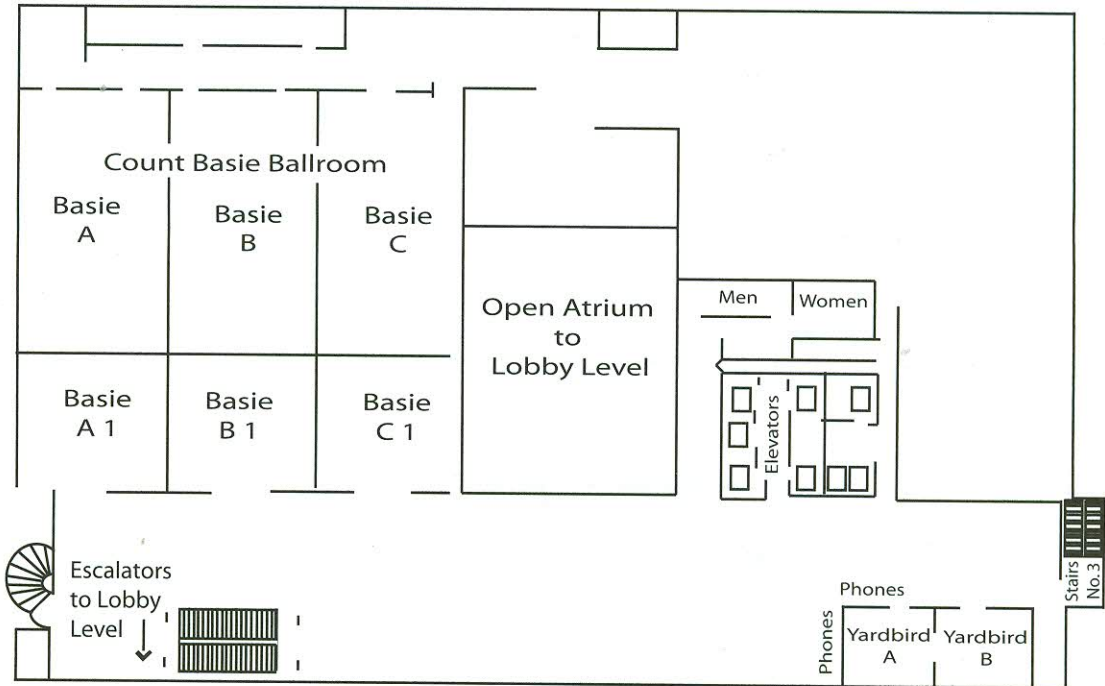 Count Basie Ballroom
Basie
A
Basie
B
Basie
C
Open Atrium
to
Lobby Level
Men
Women
Basie
A 1
Basie
B 1
Basie
C 1
Elevators
Escalators
to Lobby
Level
Stairs
No. 3
Phones
Phones
Yardbird
A
Yardbird
B